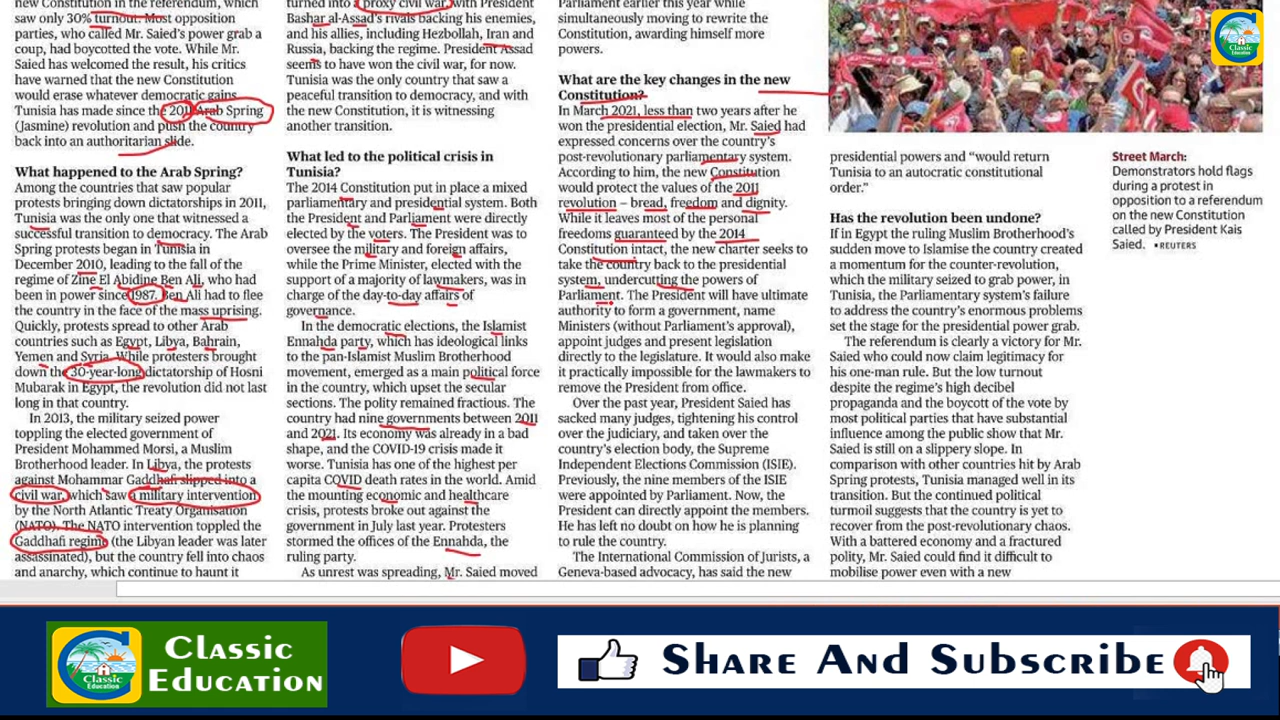 new Constitution in the referendum, which
saw only 30% turnout. Most opposition
parties, who called Mr. Saied's power grab a
coup, had boycotted the vote. While Mr.
Saied has welcomed the result, his critics
have warned that the new Constitution
would erase whatever democratic gains
Tunisia has made since the 2011 Arab Spring
(Jasmine) revolution and push the country
back into an authoritarian slide.
What happened to the Arab Spring?
Among the countries that saw popular
protests bringing down dictatorships in 2011,
Tunisia was the only one that witnessed a
successful transition to democracy. The Arab
Spring protests began in Tunisia in
December 2010, leading to the fall of the
regime of Zine El Abidine Ben Ali, who had
been in power since 1987. Ben Ali had to flee
the country in the face of the mass uprising.
Quickly, protests spread to other Arab
countries such as Egypt, Libya, Bahrain,
Yemen and Syria. While protesters brought
down the 30-year-long dictatorship of Hosni
Mubarak in Egypt, the revolution did not last
long in that country.
In 2013, the military seized power
toppling the elected government of
President Mohammed Morsi, a Muslim
Brotherhood leader. In Libya, the protests
against Mohammar Gaddhafi slipped into a
civil war, which saw a military intervention
by the North Atlantic Treaty Organisation
(NATO). The NATO intervention toppled the
Gaddhafi regime (the Libyan leader was later
assassinated), but the country fell into chaos
and anarchy, which continue to haunt it
turned into a proxy civil war, with President
Bashar al-Assad's rivals backing his enemies,
and his allies, including Hezbollah, Iran and
Russia, backing the regime. President Assad
seems to have won the civil war, for now.
Tunisia was the only country that saw a
peaceful transition to democracy, and with
the new Constitution, it is witnessing
another transition.
What led to the political crisis in
Tunisia?
The 2014 Constitution put in place a mixed
parliamentary and presidential system. Both
the President and Parliament were directly
elected by the voters. The President was to
oversee the military and foreign affairs,
while the Prime Minister, elected with the
support of a majority of lawmakers, was in
charge of the day-to-day affairs of
governance.
In the democratic elections, the Islamist
Ennahda party, which has ideological links
to the pan-Islamist Muslim Brotherhood
movement, emerged as a main political force
in the country, which upset the secular
sections. The polity remained fractious. The
country had nine governments between 2011
and 2021. Its economy was already in a bad
shape, and the COVID-19 crisis made it
worse. Tunisia has one of the highest per
capita COVID death rates in the world. Amid
the mounting economic and healthcare
crisis, protests broke out against the
government in July last year. Protesters
stormed the offices of the Ennahda, the
ruling party.
As unrest was spreading, Mr. Saied moved
Parliament earlier this year while
simultaneously moving to rewrite the
Constitution, awarding himself more
powers.
What are the key changes in the new
Constitution?
In March 2021, less than two years after he
won the presidential election, Mr. Saied had
expressed concerns over the country's
post-revolutionary parliamentary system.
According to him, the new Constitution
would protect the values of the 2011
revolution – bread, freedom and dignity.
While it leaves most of the personal
freedoms guaranteed by the 2014
Constitution intact, the new charter seeks to
take the country back to the presidential
system, undercutting the powers of
Parliament. The President will have ultimate
authority to form a government, name
Ministers (without Parliament's approval),
appoint judges and present legislation
directly to the legislature. It would also make
it practically impossible for the lawmakers to
remove the President from office.
Over the past year, President Saied has
sacked many judges, tightening his control
over the judiciary, and taken over the
country's election body, the Supreme
Independent Elections Commission (ISIE).
Previously, the nine members of the ISIE
were appointed by Parliament. Now, the
President can directly appoint the members.
He has left no doubt on how he is planning
to rule the country.
The International Commission of Jurists, a
Geneva-based advocacy, has said the new
presidential powers and “would return
Tunisia to an autocratic constitutional
order.”
Has the revolution been undone?
If in Egypt the ruling Muslim Brotherhood's
sudden move to Islamise the country created
a momentum for the counter-revolution,
which the military seized to grab power, in
Tunisia, the Parliamentary system's failure
to address the country's enormous problems
set the stage for the presidential power grab.
The referendum is clearly a victory for Mr.
Saied who could now claim legitimacy for
his one-man rule. But the low turnout
despite the regime's high decibel
propaganda and the boycott of the vote by
most political parties that have substantial
influence among the public show that Mr.
Saied is still on a slippery slope. In
comparison with other countries hit by Arab
Spring protests, Tunisia managed well in its
transition. But the continued political
turmoil suggests that the country is yet to
recover from the post-revolutionary chaos.
With a battered economy and a fractured
polity, Mr. Saied could find it difficult to
mobilise power even with a new
Street March:
Demonstrators hold flags
during a protest in
opposition to a referendum
on the new Constitution
called by President Kais
Saied. • REUTERS
Classic
Education
Classic
Education
Classic
Education
Share And Subscribe